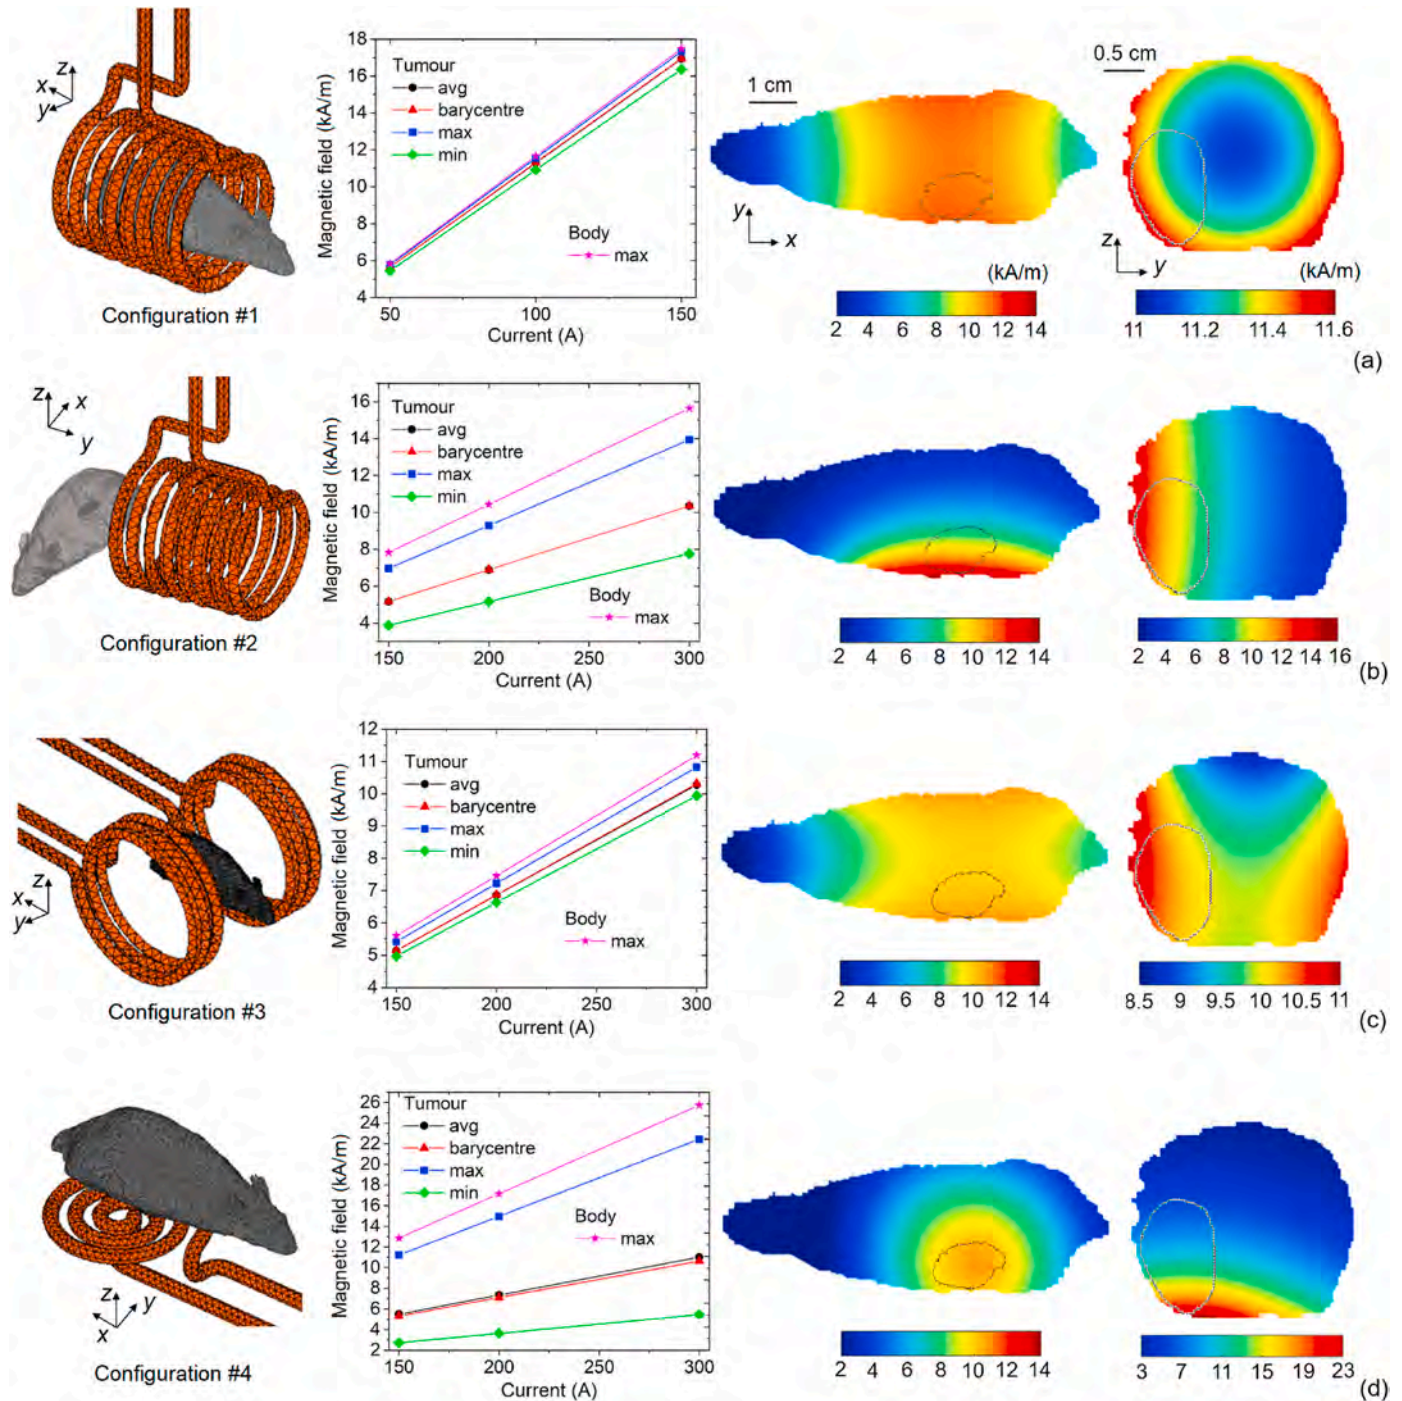 z
x
y
Configuration #1
Magnetic field (kA/m)
18
16
14
12
10
8
6
4
Tumour
avg
barycentre
max
min
Body
max
50
100
150
Current (A)
1 cm
y
x
(kA/m)
2 4 6 8 10 12 14
0.5 cm
z
y
(kA/m)
11 11.2 11.4 11.6
(a)
z
x
y
Configuration #2
Magnetic field (kA/m)
16
14
12
10
8
6
4
Tumour
avg
barycentre
max
min
Body
max
150
200
250
300
Current (A)
2 4 6 8 10 12 14
2 4 6 8 10 12 14 16
(b)
z
x
y
Configuration #3
Magnetic field (kA/m)
12
11
10
9
8
7
6
5
4
Tumour
avg
barycentre
max
min
Body
max
150
200
250
300
Current (A)
2 4 6 8 10 12 14
8.5 9 9.5 10 10.5 11
(c)
z
y
x
Configuration #4
Magnetic field (kA/m)
26
24
22
20
18
16
14
12
10
8
6
4
2
Tumour
avg
barycentre
max
min
Body
max
150
200
250
300
Current (A)
2 4 6 8 10 12 14
3 7 11 15 19 23
(d)